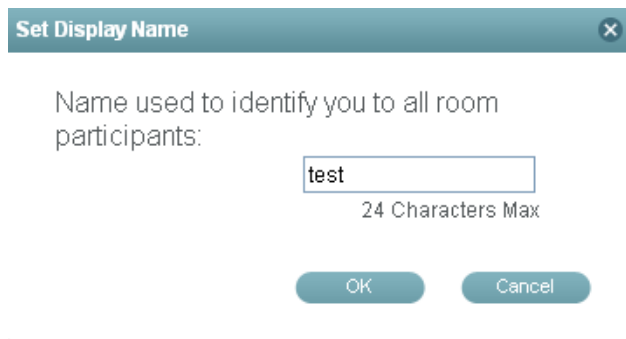 Set Display Name
Name used to identify you to all room
participants:
test
24 Characters Max
OK Cancel